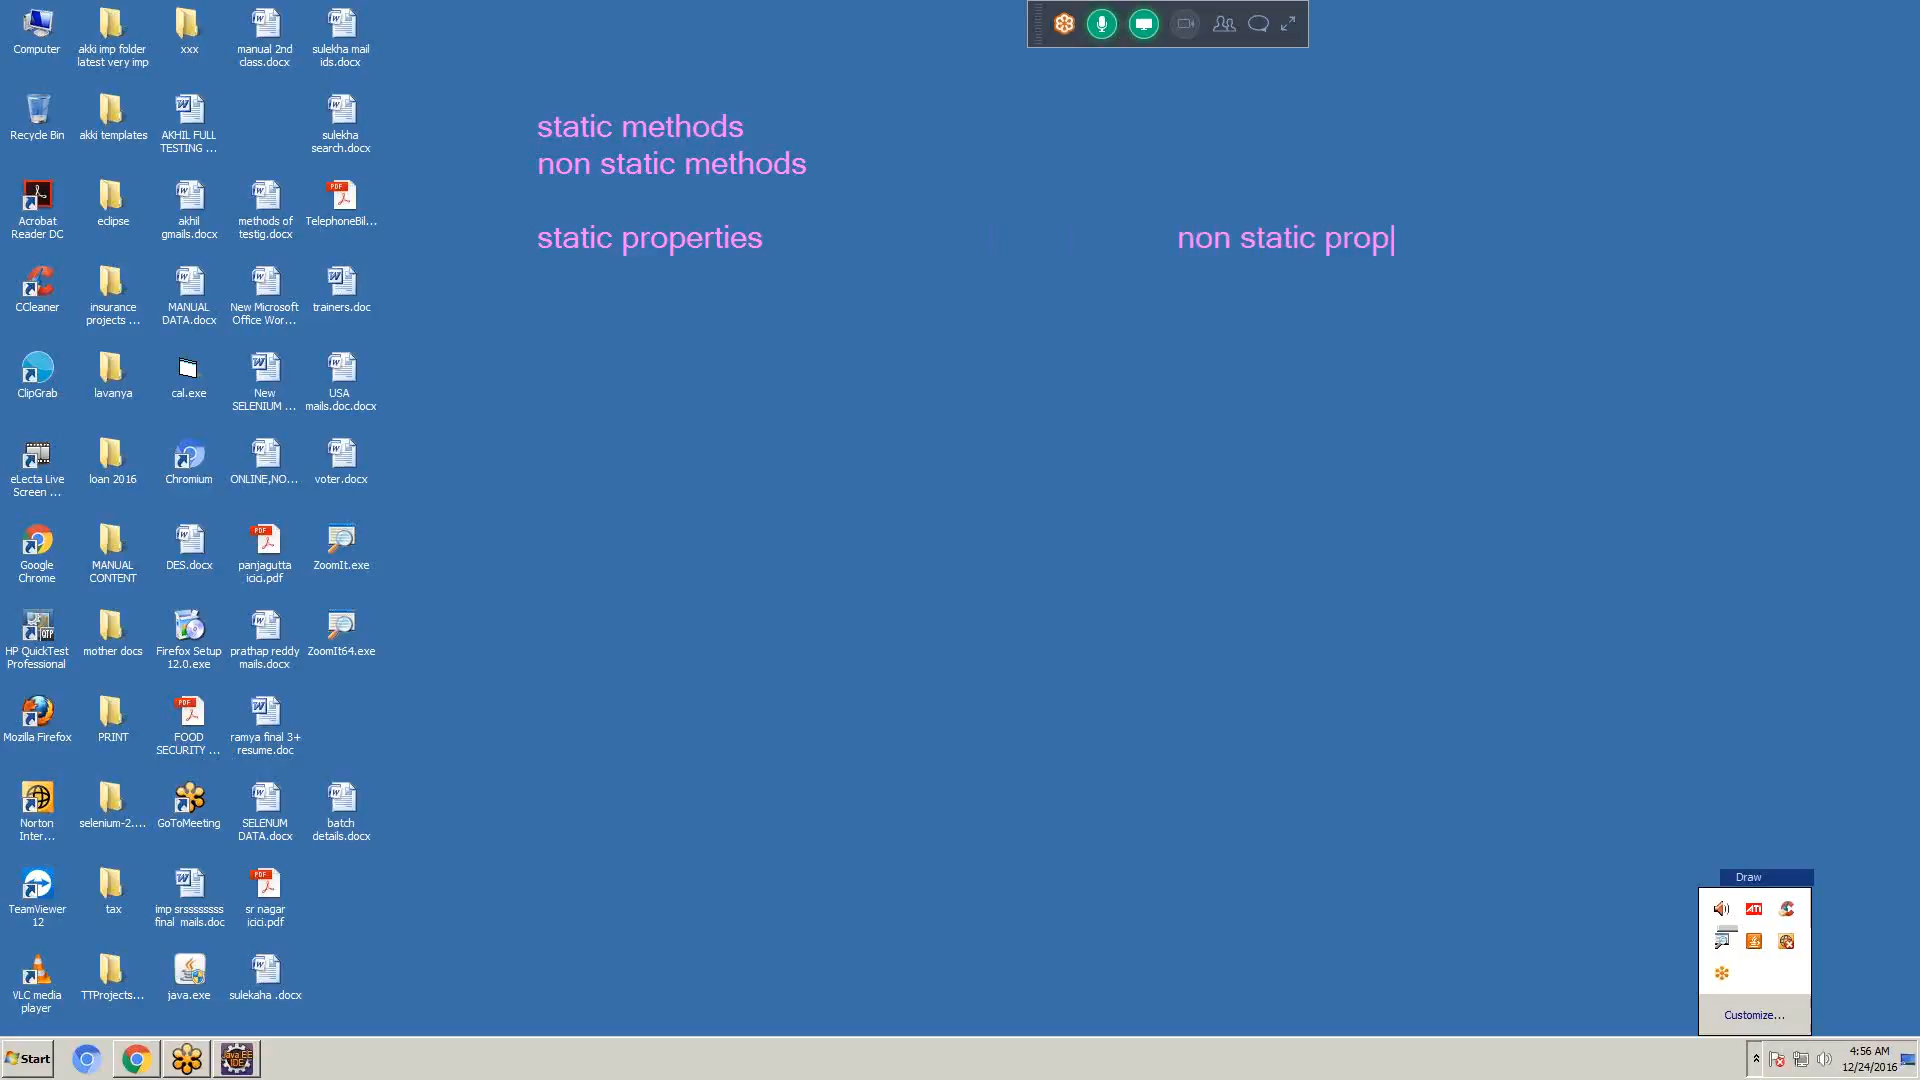 static methods
non static methods
static properties
non static prop
Computer
akki imp folder
latest very imp
xxx
manual 2nd
class.docx
sulekha mail
ids.docx
Recycle Bin
akki templates
AKHIL FULL
TESTING ...
sulekha
search.docx
Acrobat
Reader DC
eclipse
akhil
gmails.docx
methods of
testig.docx
TelephoneBil...
CCleaner
insurance
projects ...
MANUAL
DATA.docx
New Microsoft
Office Wor...
trainers.doc
ClipGrab
lavanya
cal.exe
New
SELENIUM ...
USA
mails.doc.docx
eLecta Live
Screen ...
loan 2016
Chromium
ONLINE,NO...
voter.docx
Google
Chrome
MANUAL
CONTENT
DES.docx
panjagutta
icici.pdf
ZoomIt.exe
HP QuickTest
Professional
mother docs
Firefox Setup
12.0.exe
prathap reddy
mails.docx
ZoomIt64.exe
Mozilla Firefox
PRINT
FOOD
SECURITY ...
ramya final 3+
resume.doc
Norton
Inter...
selenium-2....
GoToMeeting
SELENUM
DATA.docx
batch
details.docx
TeamViewer
12
tax
imp srssssssss
final mails.doc
sr nagar
icici.pdf
VLC media
player
TTProjects...
java.exe
sulekaha .docx
Draw
ATI
Customize...
Start
Java EE
IDE
4:56 AM
12/24/2016